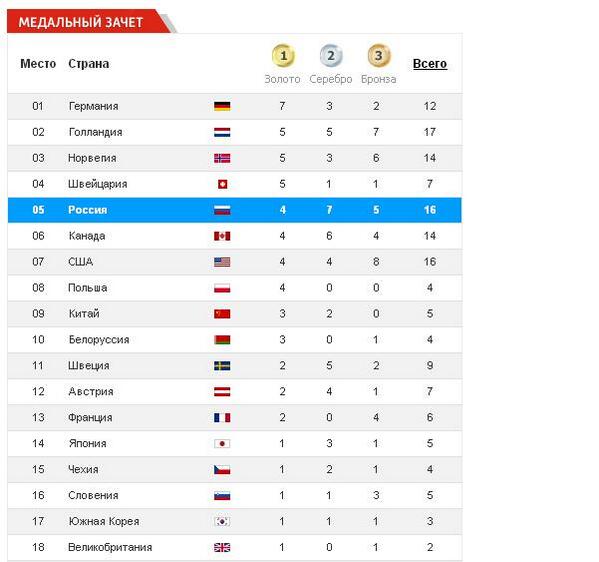 МЕДАЛЬНЫЙ ЗАЧЕТ
1 2 3
Место Страна Золото Серебро Бронза Всего
01 Германия 7 3 2 12
02 Голландия 5 5 7 17
03 Норвегия 5 3 6 14
04 Швейцария 5 1 1 7
05 Россия 4 7 5 16
06 Канада 4 6 4 14
07 США 4 4 8 16
08 Польша 4 0 0 4
09 Китай 3 2 0 5
10 Белоруссия 3 0 1 4
11 Швеция 2 5 2 9
12 Австрия 2 4 1 7
13 Франция 2 0 4 6
14 Япония 1 3 1 5
15 Чехия 1 2 1 4
16 Словения 1 1 3 5
17 Южная Корея 1 1 1 3
18 Великобритания 1 0 1 2